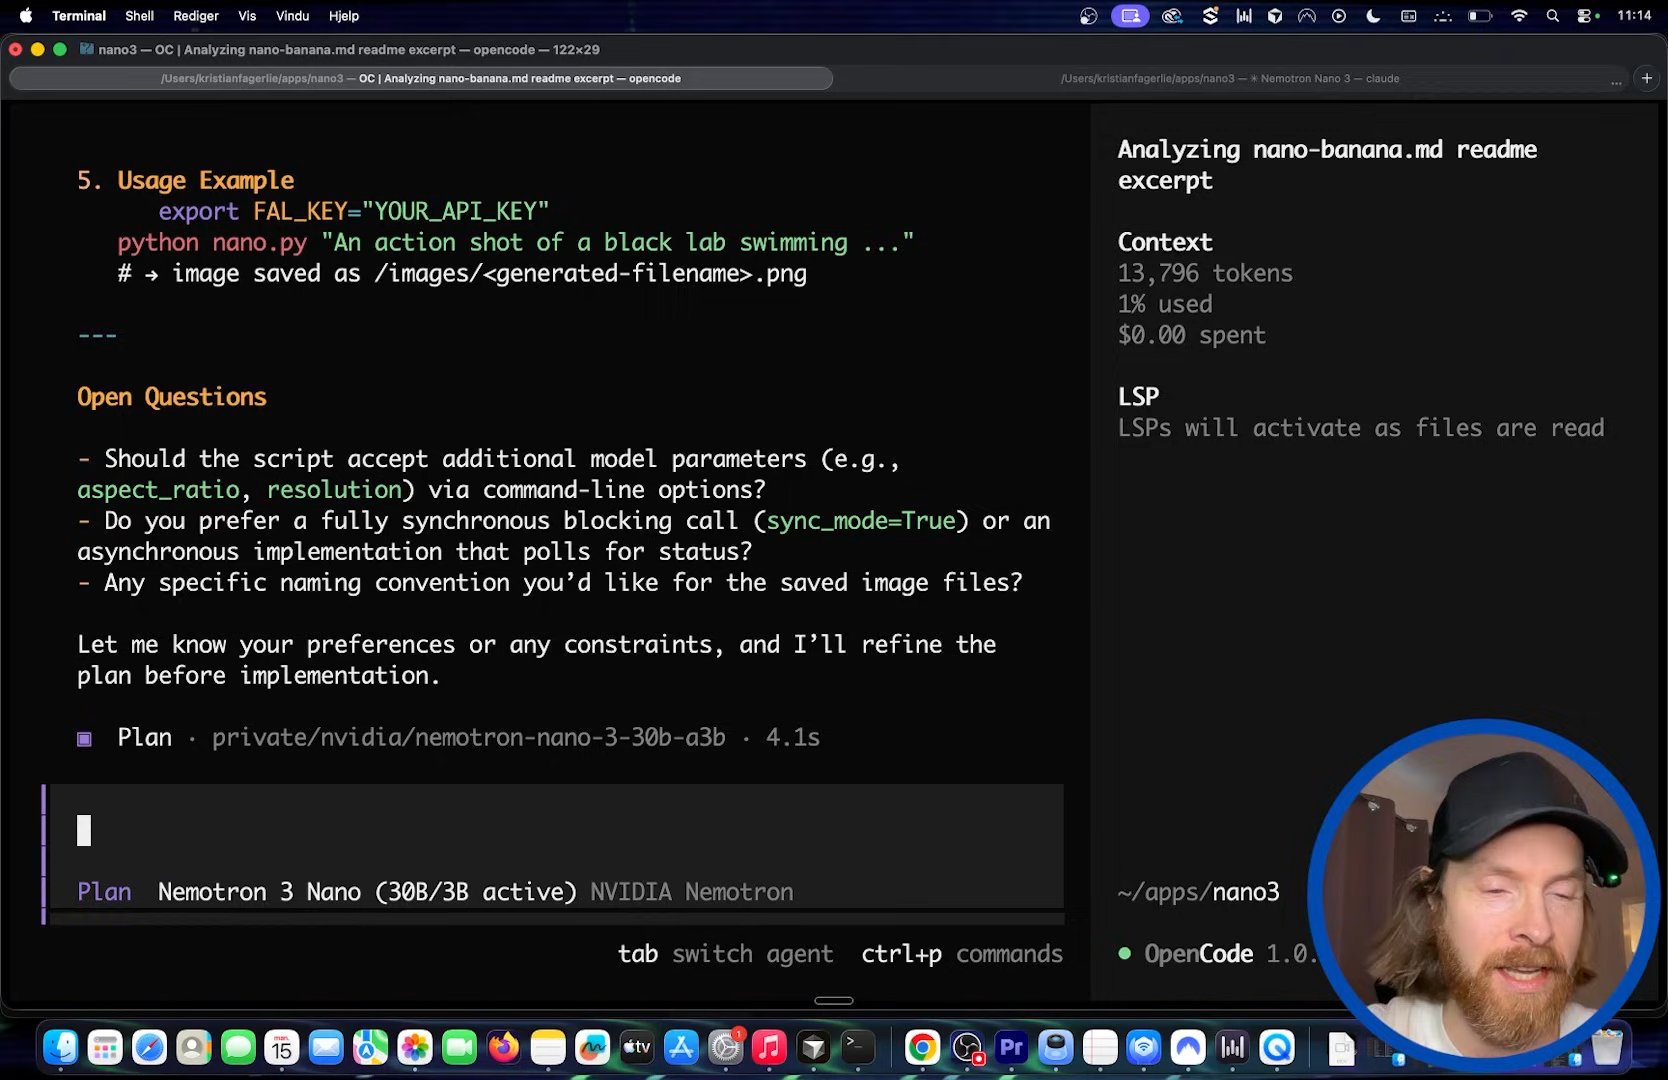 Terminal Shell Rediger Vis Vindu Hjelp 11:14
nano3 — OC | Analyzing nano-banana.md readme excerpt — opencode — 122×29
/Users/kristianfagerlie/apps/nano3 — OC | Analyzing nano-banana.md readme excerpt — opencode
/Users/kristianfagerlie/apps/nano3 — ✳ Nemotron Nano 3 — claude ... +
5. Usage Example
export FAL_KEY="YOUR_API_KEY"
python nano.py "An action shot of a black lab swimming ..."
# → image saved as /images/<generated-filename>.png
---
Open Questions
- Should the script accept additional model parameters (e.g.,
aspect_ratio, resolution) via command-line options?
- Do you prefer a fully synchronous blocking call (sync_mode=True) or an
asynchronous implementation that polls for status?
- Any specific naming convention you’d like for the saved image files?
Let me know your preferences or any constraints, and I’ll refine the
plan before implementation.
▣ Plan · private/nvidia/nemotron-nano-3-30b-a3b · 4.1s
Plan Nemotron 3 Nano (30B/3B active) NVIDIA Nemotron
tab switch agent ctrl+p commands
Analyzing nano-banana.md readme
excerpt
Context
13,796 tokens
1% used
$0.00 spent
LSP
LSPs will activate as files are read
~/apps/nano3
• OpenCode 1.0.
man.
15
tv
1
>_
Pr